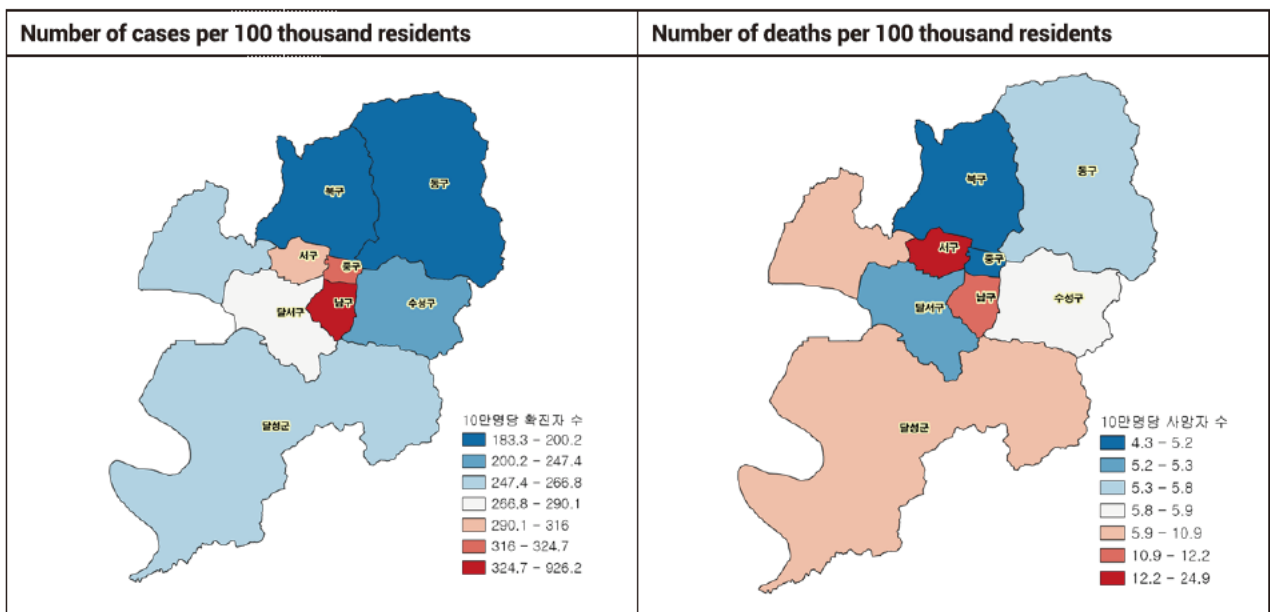 Number of cases per 100 thousand residents
북구
동구
서구
중구
달서구
남구
수성구
달성군
10만명당 확진자 수
183.3 - 200.2
200.2 - 247.4
247.4 - 266.8
266.8 - 290.1
290.1 - 316
316 - 324.7
324.7 - 926.2
Number of deaths per 100 thousand residents
북구
동구
서구
중구
달서구
남구
수성구
달성군
10만명당 사망자 수
4.3 - 5.2
5.2 - 5.3
5.3 - 5.8
5.8 - 5.9
5.9 - 10.9
10.9 - 12.2
12.2 - 24.9